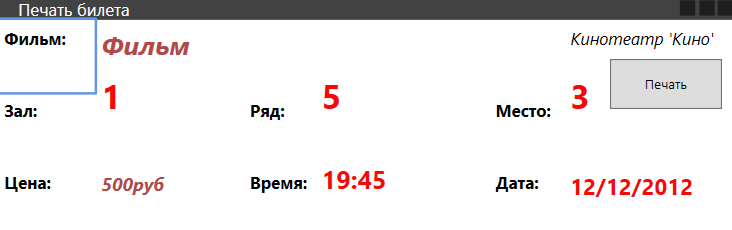 Печать билета
Фильм: Фильм Кинотеатр 'Кино'
Печать
Зал: 1 Ряд: 5 Место: 3
Цена: 500руб Время: 19:45 Дата: 12/12/2012